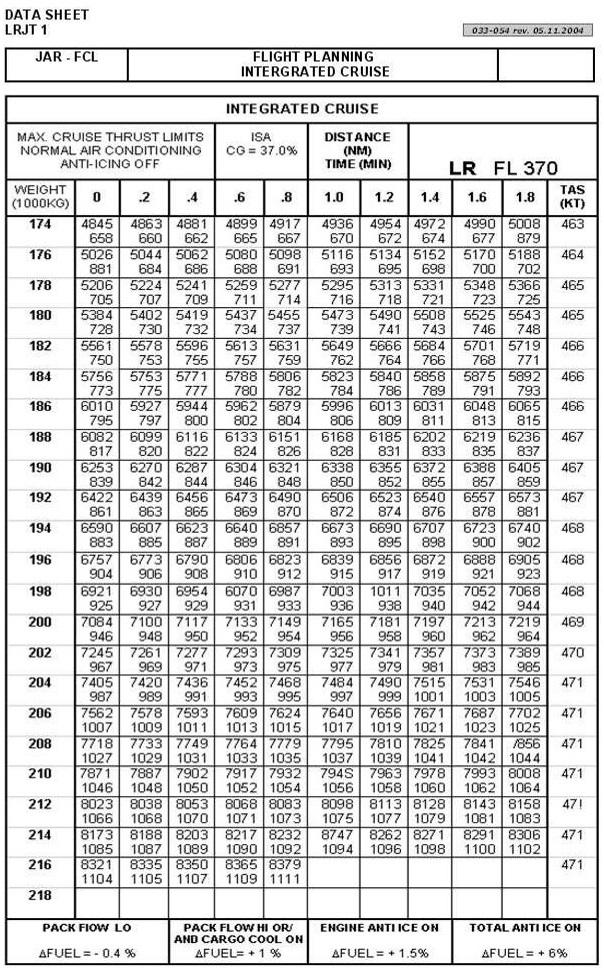 DATA SHEET
LRJT 1
033-054 rev. 05.11.2004
JAR - FCL
FLIGHT PLANNING
INTERGRATED CRUISE
INTEGRATED CRUISE
MAX. CRUISE THRUST LIMITS
NORMAL AIR CONDITIONING
ANTI-ICING OFF
ISA
CG = 37.0%
DISTANCE
(NM)
TIME (MIN)
LR FL 370
WEIGHT
(1000KG)
0 .2 .4 .6 .8 1.0 1.2 1.4 1.6 1.8
TAS
(KT)
174 4845 4863 4881 4899 4917 4936 4954 4972 4990 5008 463
658 660 662 665 667 670 672 674 677 879
176 5026 5044 5062 5080 5098 5116 5134 5152 5170 5188 464
881 684 686 688 691 693 695 698 700 702
178 5206 5224 5241 5259 5277 5295 5313 5331 5348 5366 465
705 707 709 711 714 716 718 721 723 725
180 5384 5402 5419 5437 5455 5473 5490 5508 5525 5543 465
728 730 732 734 737 739 741 743 746 748
182 5561 5578 5596 5613 5631 5649 5666 5684 5701 5719 466
750 753 755 757 759 762 764 766 768 771
184 5756 5753 5771 5788 5806 5823 5840 5858 5875 5892 466
773 775 777 780 782 784 786 789 791 793
186 6010 5927 5944 5962 5879 5996 6013 6031 6048 6065 466
795 797 800 802 804 806 809 811 813 815
188 6082 6099 6116 6133 6151 6168 6185 6202 6219 6236 467
817 820 822 824 826 828 831 833 835 837
190 6253 6270 6287 6304 6321 6338 6355 6372 6388 6405 467
839 842 844 846 848 850 852 855 857 859
192 6422 6439 6456 6473 6490 6506 6523 6540 6557 6573 467
861 863 865 869 870 872 874 876 878 881
194 6590 6607 6623 6640 6857 6673 6690 6707 6723 6740 468
883 885 887 889 891 893 895 898 900 902
196 6757 6773 6790 6806 6823 6839 6856 6872 6888 6905 468
904 906 908 910 912 915 917 919 921 923
198 6921 6930 6954 6070 6987 7003 1011 7035 7052 7068 468
925 927 929 931 933 936 938 940 942 944
200 7084 7100 7117 7133 7149 7165 7181 7197 7213 7219 469
946 948 950 952 954 956 958 960 962 964
202 7245 7261 7277 7293 7309 7325 7341 7357 7373 7389 470
967 969 971 973 975 977 979 981 983 985
204 7405 7420 7436 7452 7468 7484 7490 7515 7531 7546 471
987 989 991 993 995 997 999 1001 1003 1005
206 7562 7578 7593 7609 7624 7640 7656 7671 7687 7702 471
1007 1009 1011 1013 1015 1017 1019 1021 1023 1025
208 7718 7733 7749 7764 7779 7795 7810 7825 7841 /856 471
1027 1029 1031 1033 1035 1037 1039 1041 1042 1044
210 7871 7887 7902 7917 7932 794S 7963 7978 7993 8008 471
1046 1048 1050 1052 1054 1056 1058 1060 1062 1064
212 8023 8038 8053 8068 8083 8098 8113 8128 8143 8158 47!
1066 1068 1070 1071 1073 1075 1077 1079 1081 1083
214 8173 8188 8203 8217 8232 8747 8262 8271 8291 8306 471
1085 1087 1089 1090 1092 1094 1096 1098 1100 1102
216 8321 8335 8350 8365 8379 471
1104 1105 1107 1109 1111
218
PACK FIOW LO
ΔFUEL = - 0.4 %
PACK FLOW HI OR/
AND CARGO COOL ON
ΔFUEL= + 1 %
ENGINE ANTI ICE ON
ΔFUEL = + 1.5%
TOTAL ANTI ICE ON
ΔFUEL = + 6%